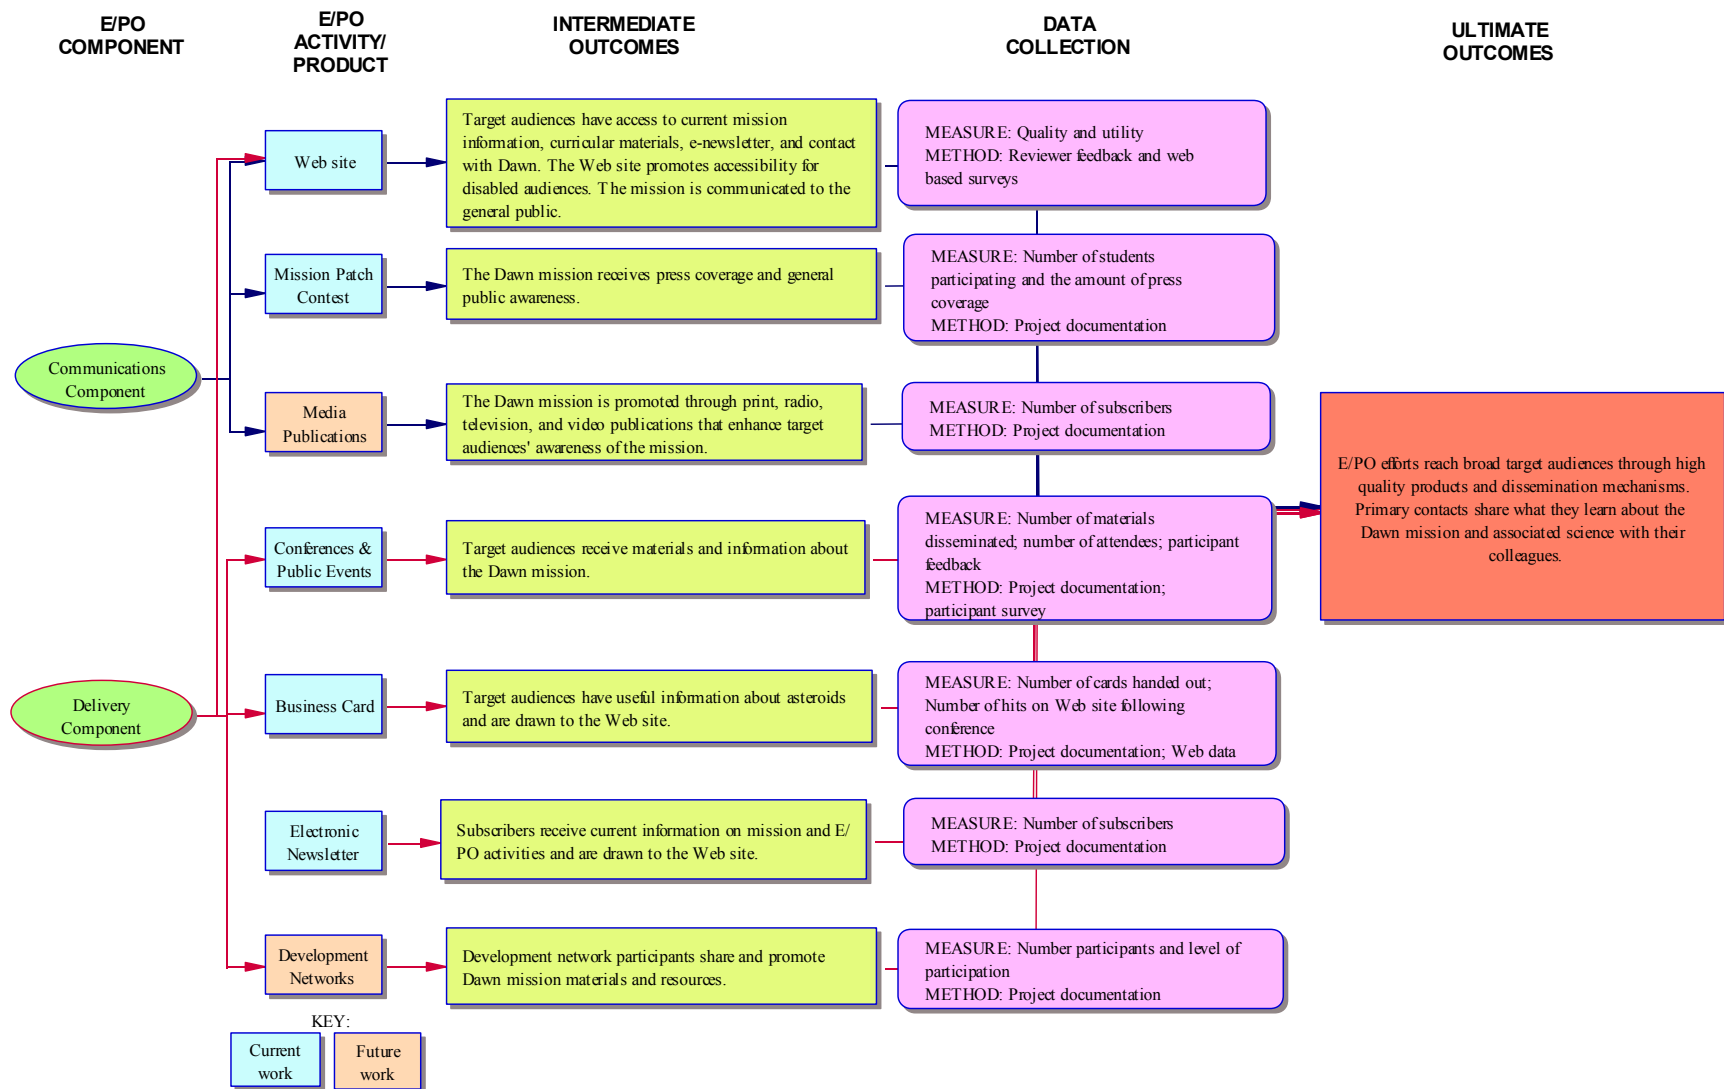 E/PO
COMPONENT
E/PO
ACTIVITY/
PRODUCT
INTERMEDIATE
OUTCOMES
DATA
COLLECTION
ULTIMATE
OUTCOMES
Communications
Component
Web site
Target audiences have access to current mission
information, curricular materials, e-newsletter, and contact
with Dawn. The Web site promotes accessibility for
disabled audiences. The mission is communicated to the
general public.
MEASURE: Quality and utility
METHOD: Reviewer feedback and web
based surveys
Mission Patch
Contest
The Dawn mission receives press coverage and general
public awareness.
MEASURE: Number of students
participating and the amount of press
coverage
METHOD: Project documentation
Media
Publications
The Dawn mission is promoted through print, radio,
television, and video publications that enhance target
audiences' awareness of the mission.
MEASURE: Number of subscribers
METHOD: Project documentation
Delivery
Component
Conferences &
Public Events
Target audiences receive materials and information about
the Dawn mission.
MEASURE: Number of materials
disseminated; number of attendees; participant
feedback
METHOD: Project documentation;
participant survey
Business Card
Target audiences have useful information about asteroids
and are drawn to the Web site.
MEASURE: Number of cards handed out;
Number of hits on Web site following
conference
METHOD: Project documentation; Web data
Electronic
Newsletter
Subscribers receive current information on mission and E/
PO activities and are drawn to the Web site.
MEASURE: Number of subscribers
METHOD: Project documentation
Development
Networks
Development network participants share and promote
Dawn mission materials and resources.
MEASURE: Number participants and level of
participation
METHOD: Project documentation
E/PO efforts reach broad target audiences through high
quality products and dissemination mechanisms.
Primary contacts share what they learn about the
Dawn mission and associated science with their
colleagues.
KEY:
Current
work
Future
work